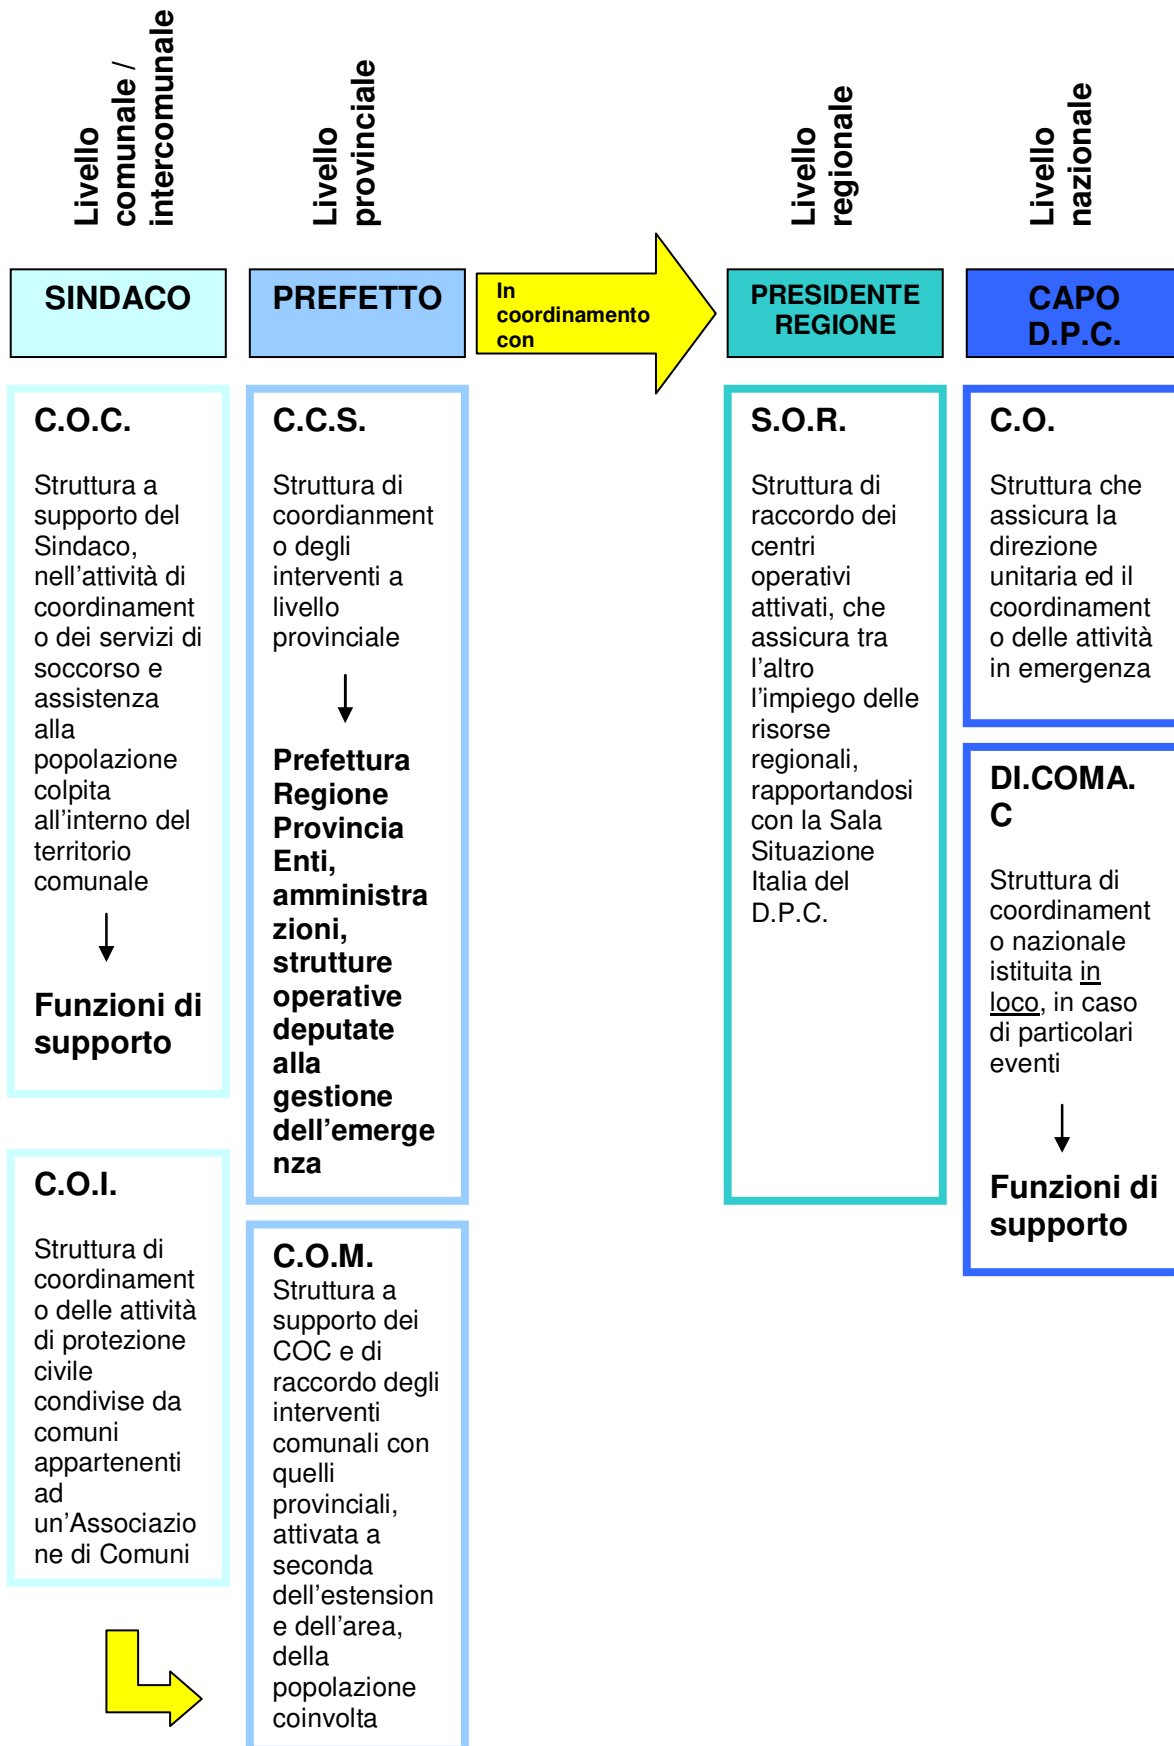 Livello
comunale /
intercomunale
Livello
provinciale
Livello
regionale
Livello
nazionale
SINDACO
PREFETTO
In
coordinamento
con
PRESIDENTE
REGIONE
CAPO
D.P.C.
C.O.C.
Struttura a
supporto del
Sindaco,
nell’attività di
coordinament
o dei servizi di
soccorso e
assistenza
alla
popolazione
colpita
all’interno del
territorio
comunale
Funzioni di
supporto
C.O.I.
Struttura di
coordinament
o delle attività
di protezione
civile
condivise da
comuni
appartenenti
ad
un’Associazio
ne di Comuni
C.C.S.
Struttura di
coordianment
o degli
interventi a
livello
provinciale
Prefettura
Regione
Provincia
Enti,
amministra
zioni,
strutture
operative
deputate
alla
gestione
dell’emerge
nza
C.O.M.
Struttura a
supporto dei
COC e di
raccordo degli
interventi
comunali con
quelli
provinciali,
attivata a
seconda
dell’estension
e dell’area,
della
popolazione
coinvolta
S.O.R.
Struttura di
raccordo dei
centri
operativi
attivati, che
assicura tra
l’altro
l’impiego delle
risorse
regionali,
rapportandosi
con la Sala
Situazione
Italia del
D.P.C.
C.O.
Struttura che
assicura la
direzione
unitaria ed il
coordinament
o delle attività
in emergenza
DI.COMA.
C
Struttura di
coordinament
o nazionale
istituita in
loco, in caso
di particolari
eventi
Funzioni di
supporto